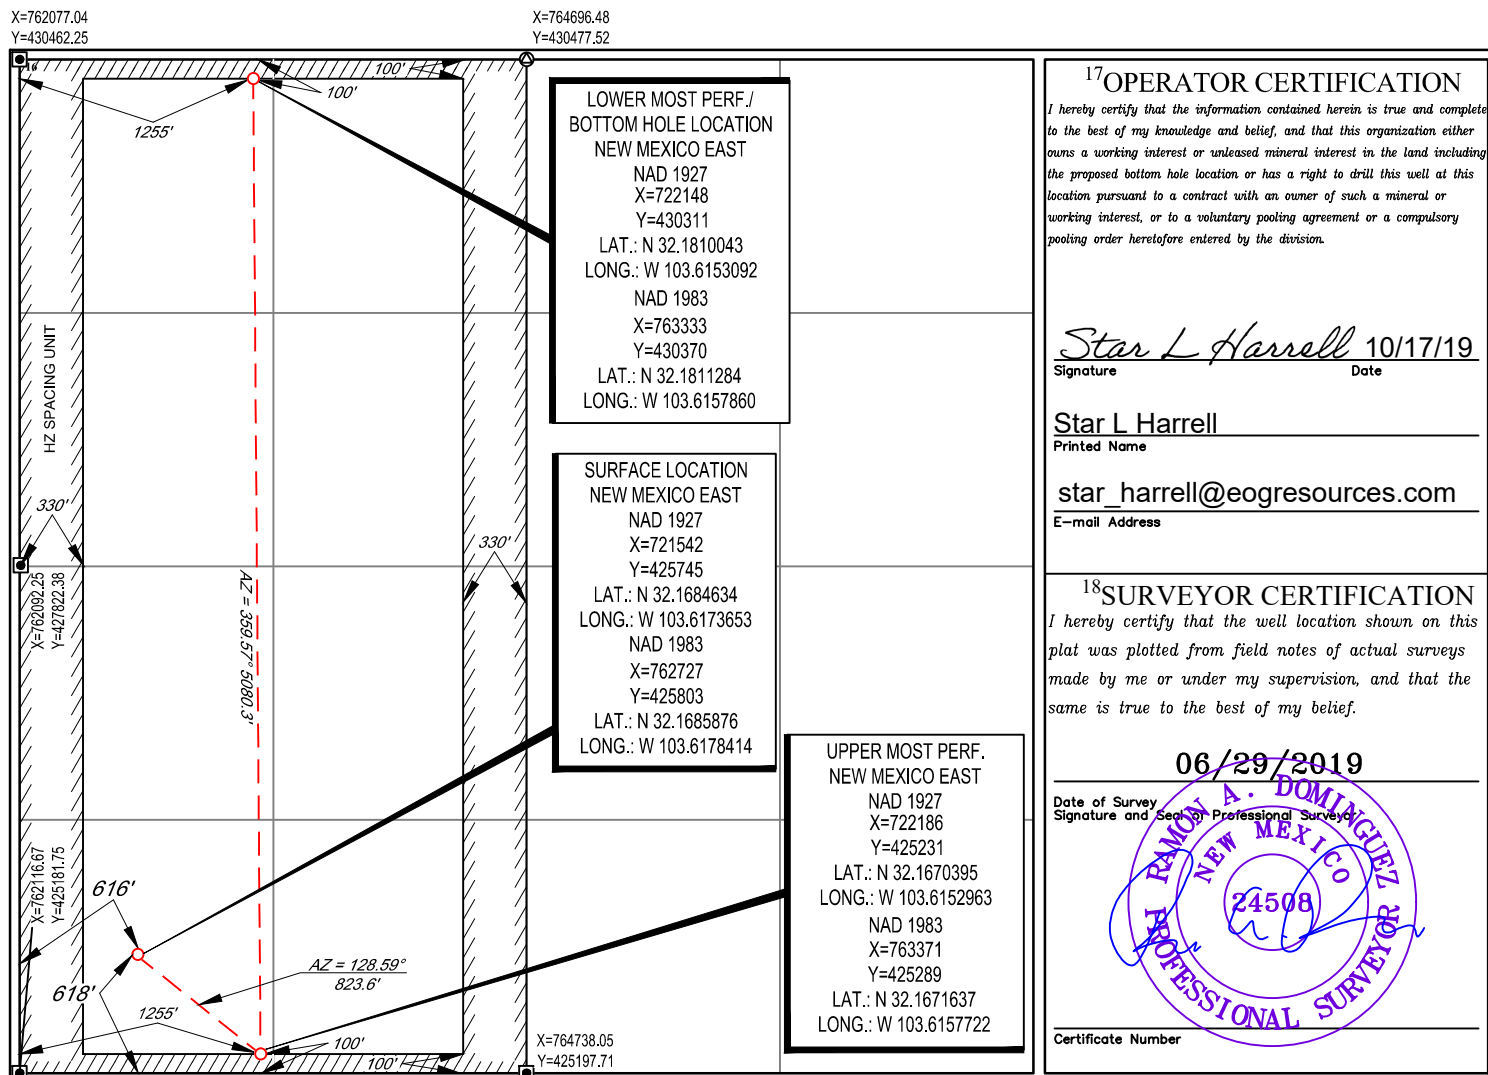 X=762077.04
Y=430462.25
X=764696.48
Y=430477.52
16
100'
100'
1255'
LOWER MOST PERF./
BOTTOM HOLE LOCATION
NEW MEXICO EAST
NAD 1927
X=722148
Y=430311
LAT.: N 32.1810043
LONG.: W 103.6153092
NAD 1983
X=763333
Y=430370
LAT.: N 32.1811284
LONG.: W 103.6157860
HZ SPACING UNIT
330'
330'
X=762092.25
Y=427822.38
AZ = 359.57° 5080.3'
SURFACE LOCATION
NEW MEXICO EAST
NAD 1927
X=721542
Y=425745
LAT.: N 32.1684634
LONG.: W 103.6173653
NAD 1983
X=762727
Y=425803
LAT.: N 32.1685876
LONG.: W 103.6178414
UPPER MOST PERF.
NEW MEXICO EAST
NAD 1927
X=722186
Y=425231
LAT.: N 32.1670395
LONG.: W 103.6152963
NAD 1983
X=763371
Y=425289
LAT.: N 32.1671637
LONG.: W 103.6157722
X=762116.67
Y=425181.75
616'
618'
AZ = 128.59°
823.6'
1255'
100'
100'
X=764738.05
Y=425197.71
17OPERATOR CERTIFICATION
I hereby certify that the information contained herein is true and complete
to the best of my knowledge and belief, and that this organization either
owns a working interest or unleased mineral interest in the land including
the proposed bottom hole location or has a right to drill this well at this
location pursuant to a contract with an owner of such a mineral or
working interest, or to a voluntary pooling agreement or a compulsory
pooling order heretofore entered by the division.
Star L Harrell 10/17/19
Signature Date
Star L Harrell
Printed Name
star_harrell@eogresources.com
E-mail Address
18SURVEYOR CERTIFICATION
I hereby certify that the well location shown on this
plat was plotted from field notes of actual surveys
made by me or under my supervision, and that the
same is true to the best of my belief.
06/29/2019
Date of Survey
Signature and Seal of Professional Surveyor
RAMON A. DOMINGUEZ
NEW MEXICO
24508
PROFESSIONAL SURVEYOR
Certificate Number